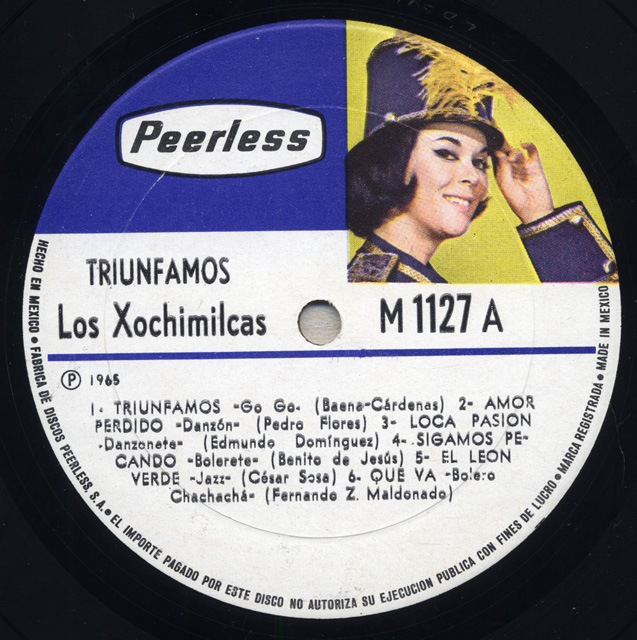 Peerless
TRIUNFAMOS
Los Xochimilcas
M 1127 A
Ⓟ 1965
1- TRIUNFAMOS -Go Go- (Baena-Cárdenas) 2- AMOR
PERDIDO -Danzón- (Pedro Flores) 3- LOCA PASION
-Danzonete- (Edmundo Domínguez) 4- SIGAMOS PE-
CANDO -Bolerete- (Benito de Jesús) 5- EL LEON
VERDE -Jazz- (César Sosa) 6- QUE VA -Bolero
Chachachá- (Fernando Z. Maldonado)
HECHO EN MEXICO • FABRICA DE DISCOS PEERLESS, S.A. • EL IMPORTE PAGADO POR ESTE DISCO NO AUTORIZA SU EJECUCION PUBLICA CON FINES DE LUCRO • MARCA REGISTRADA • MADE IN MEXICO